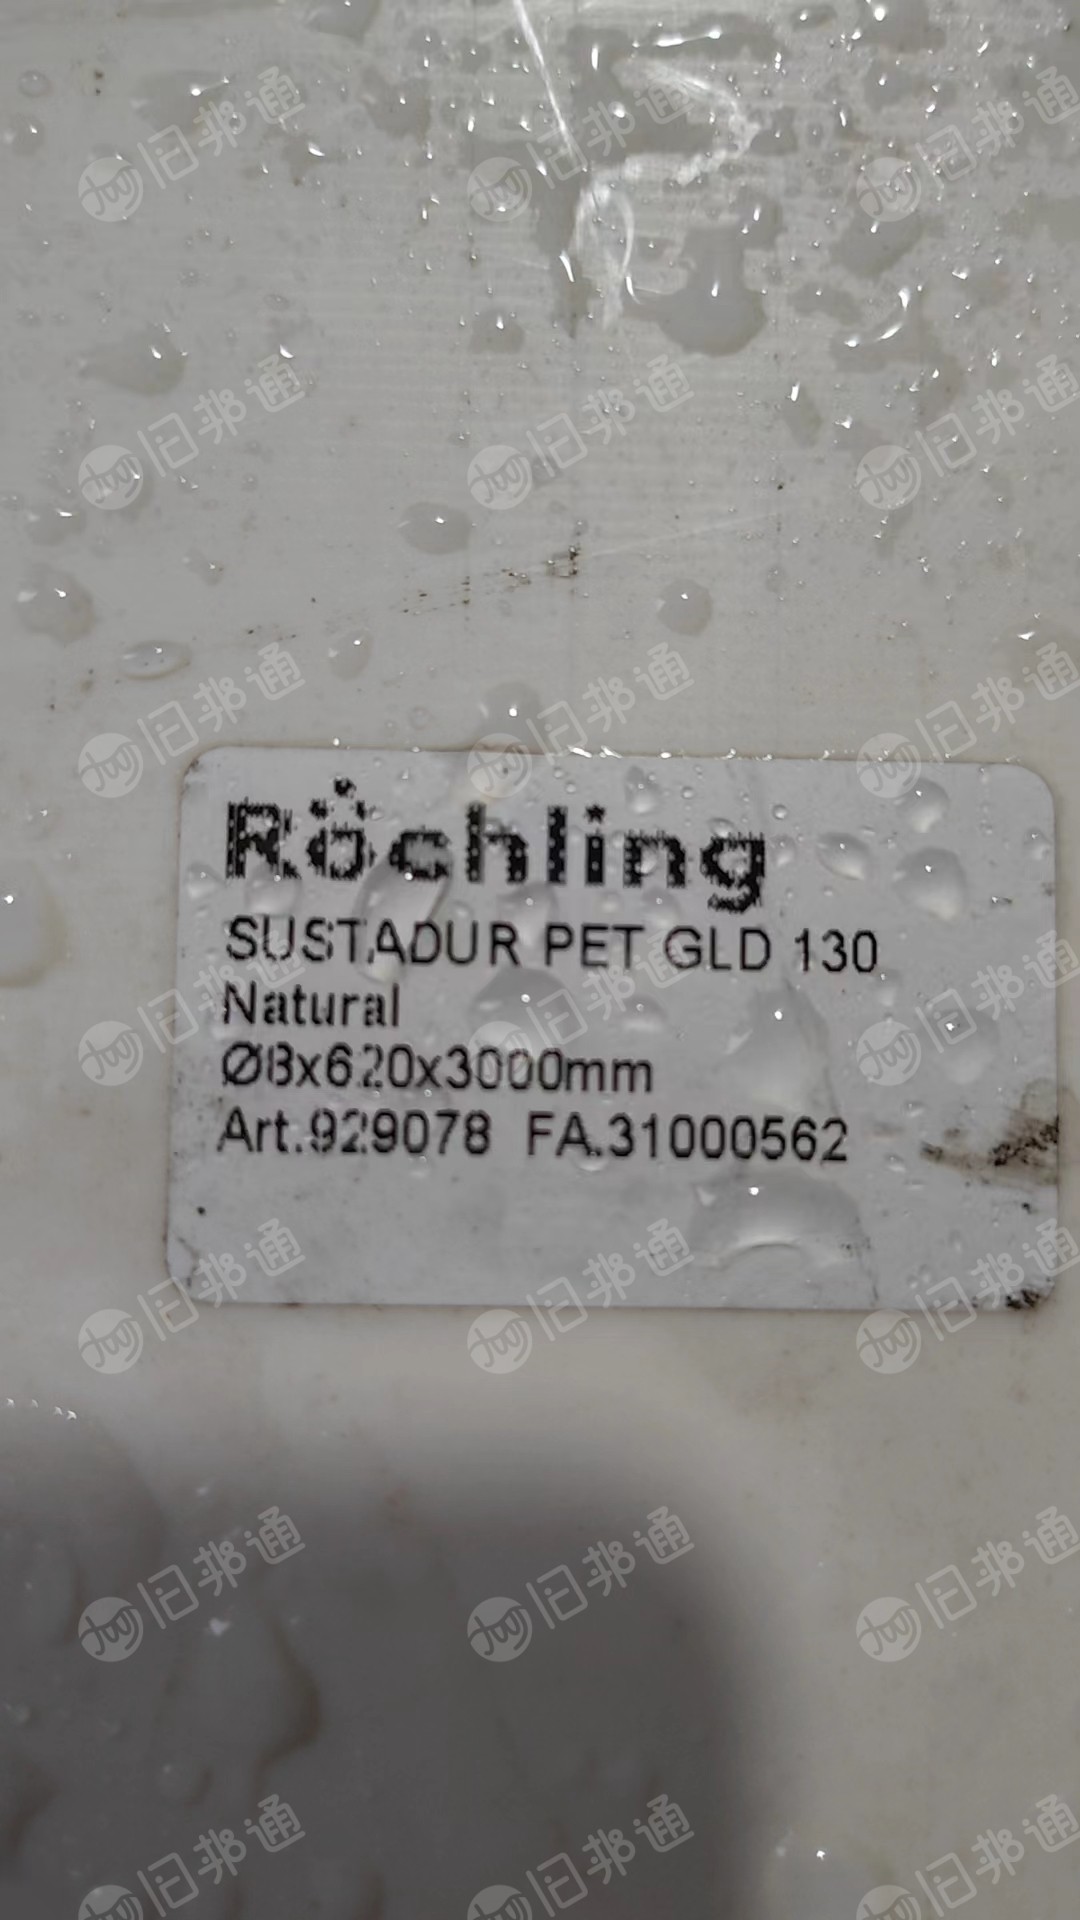 Röchling
SUSTADUR PET GLD 130
Natural
Ø8x620x3000mm
Art.929078 FA.31000562
旧邦通